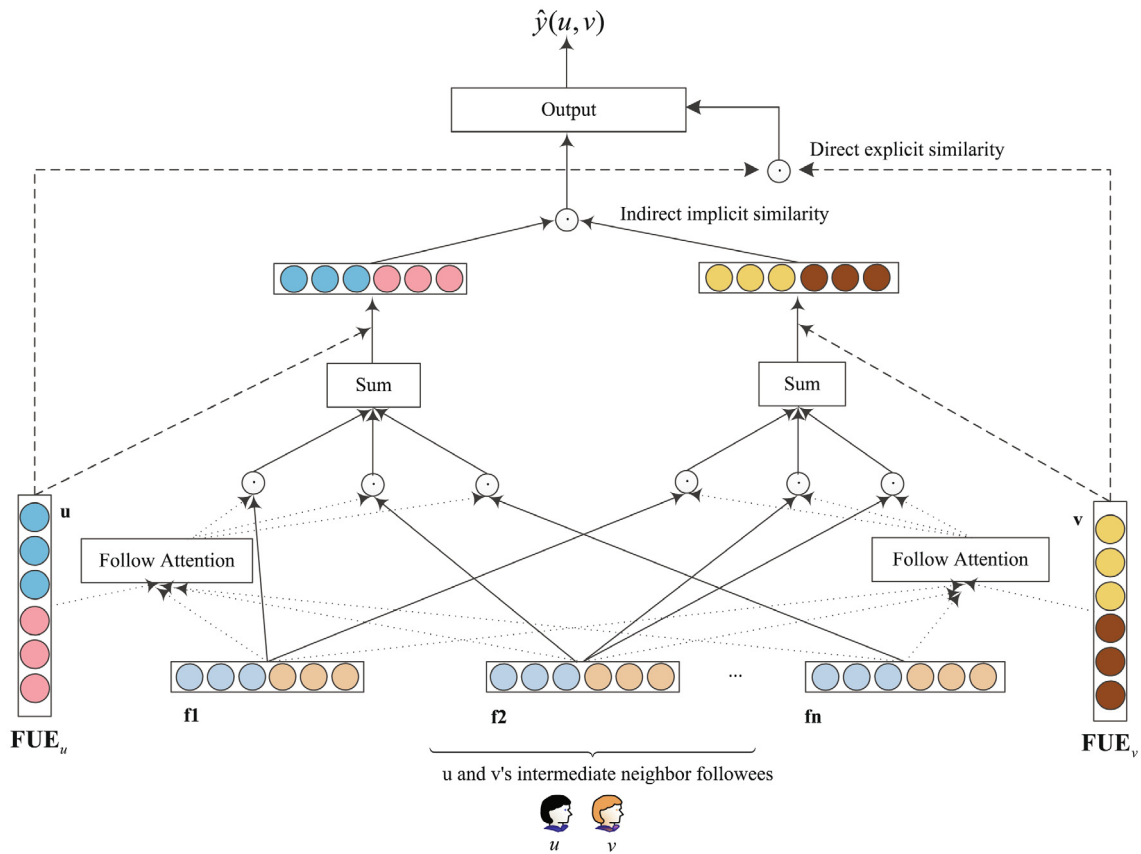 ŷ(u, v)
Output
Direct explicit similarity
Indirect implicit similarity
Sum
Sum
u
v
Follow Attention
Follow Attention
f1
f2
...
fn
FUEu
FUEv
u and v's intermediate neighbor followees
u
v